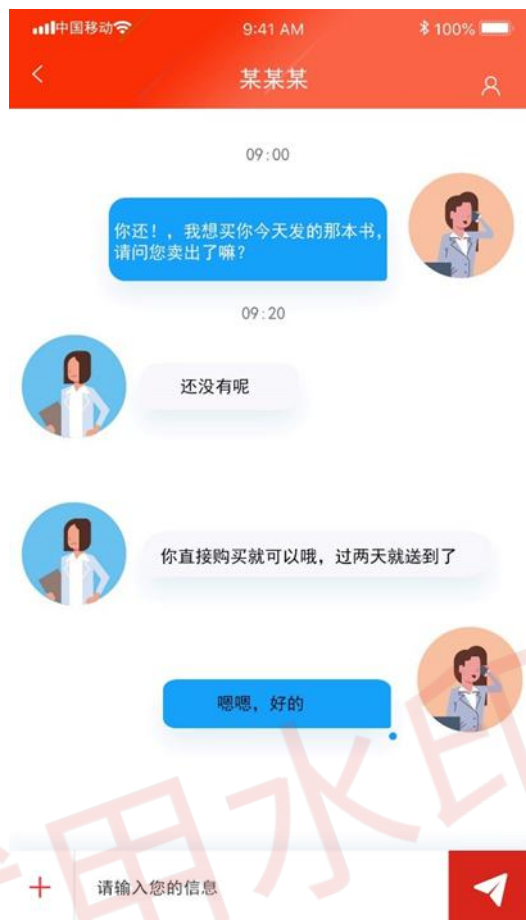 中国移动 9:41 AM 100%
某某某
09:00
你还！，我想买你今天发的那本书，
请问您卖出了嘛？
09:20
还没有呢
你直接购买就可以哦，过两天就送到了
嗯嗯，好的
请输入您的信息
用水印